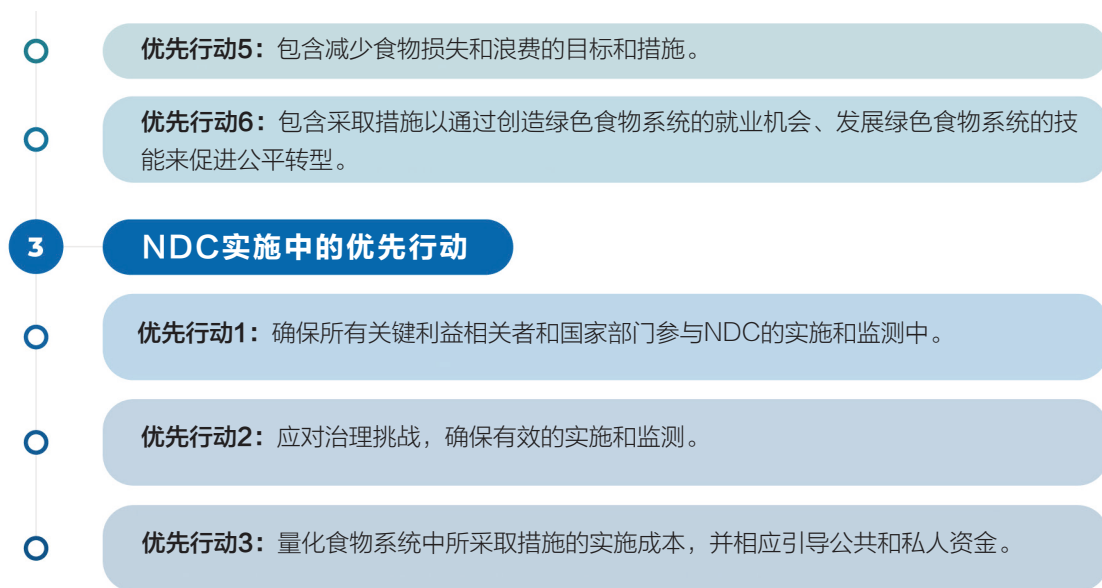 优先行动5：包含减少食物损失和浪费的目标和措施。
优先行动6：包含采取措施以通过创造绿色食物系统的就业机会、发展绿色食物系统的技
能来促进公平转型。
3 NDC实施中的优先行动
优先行动1：确保所有关键利益相关者和国家部门参与NDC的实施和监测中。
优先行动2：应对治理挑战，确保有效的实施和监测。
优先行动3：量化食物系统中所采取措施的实施成本，并相应引导公共和私人资金。